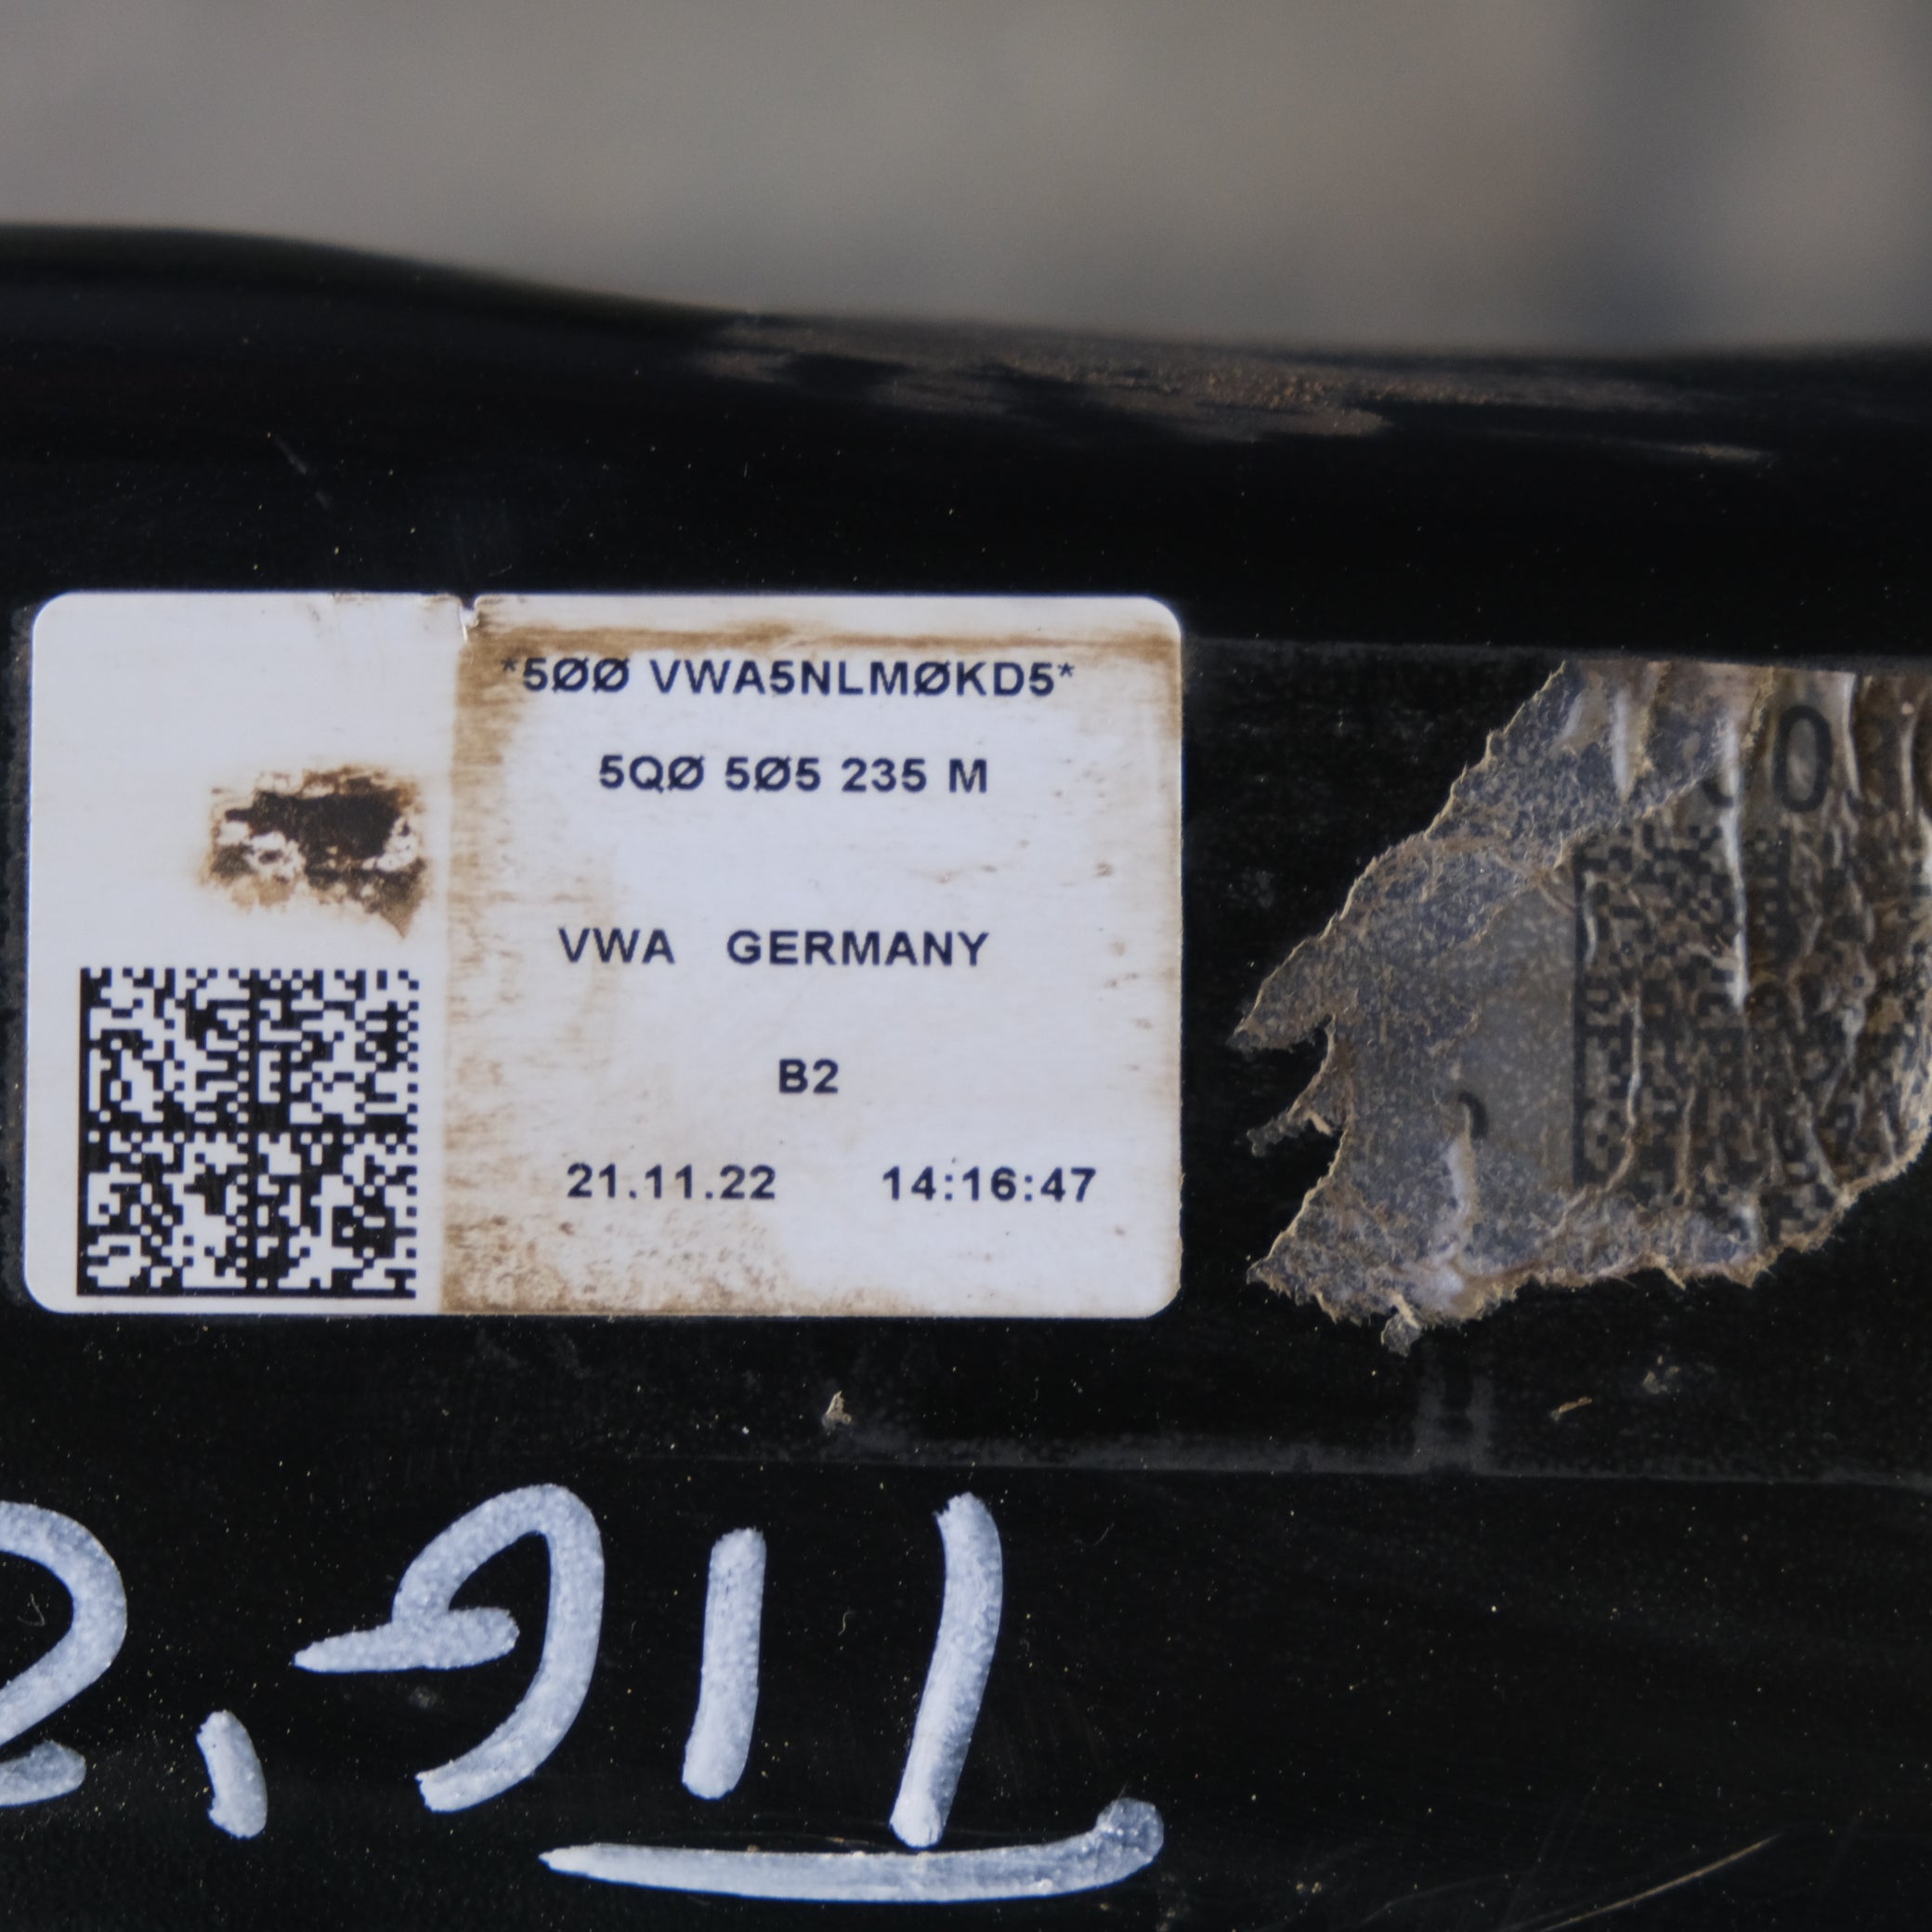 *5ØØ VWA5NLMØKD5*
5QØ 5Ø5 235 M
VWA GERMANY
B2
21.11.22 14:16:47